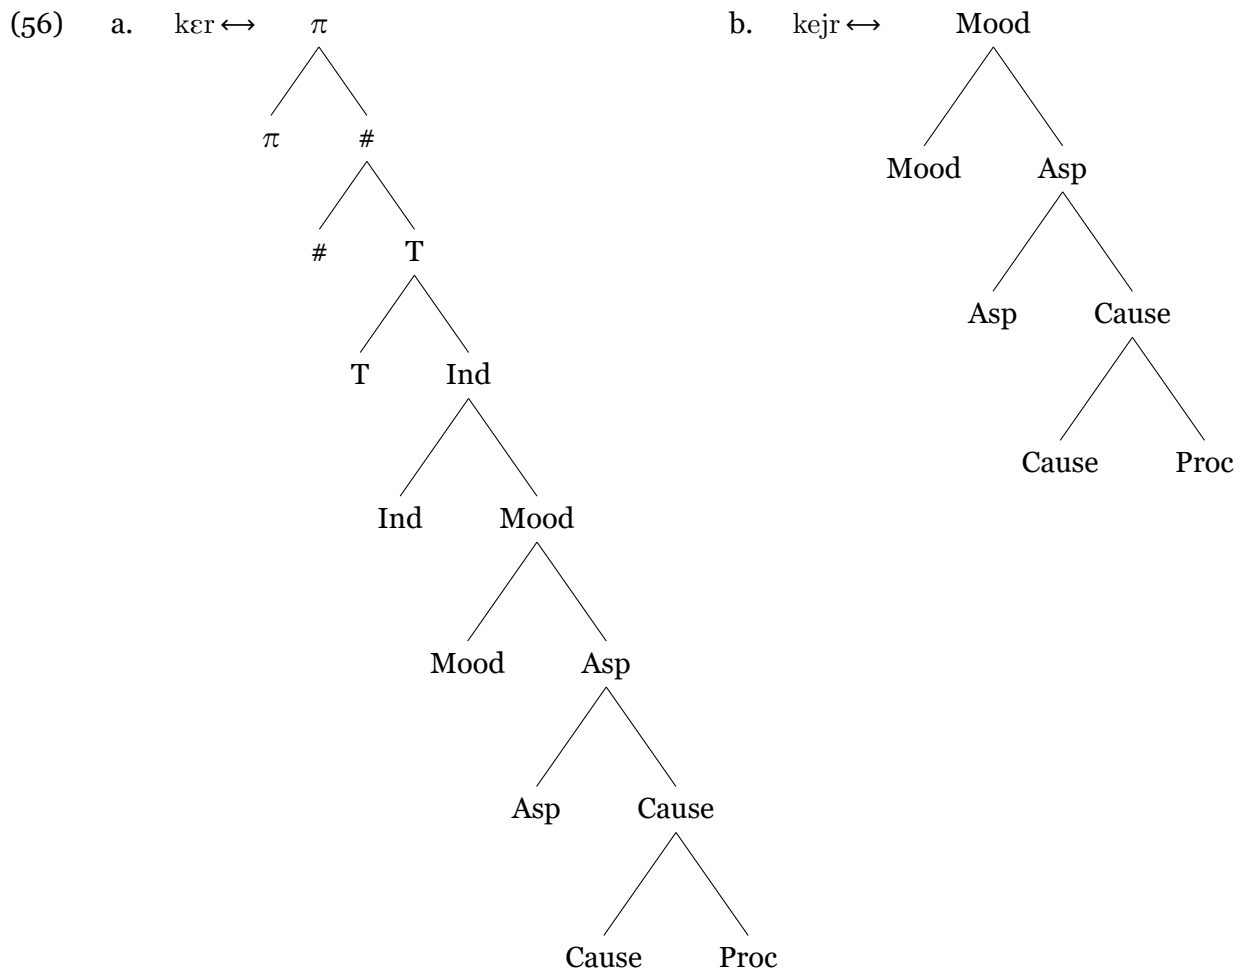 (56) a. kɛr ⟷ π b. kejr ⟷ Mood
π #
Mood Asp
# T
Asp Cause
T Ind
Cause Proc
Ind Mood
Mood Asp
Asp Cause
Cause Proc